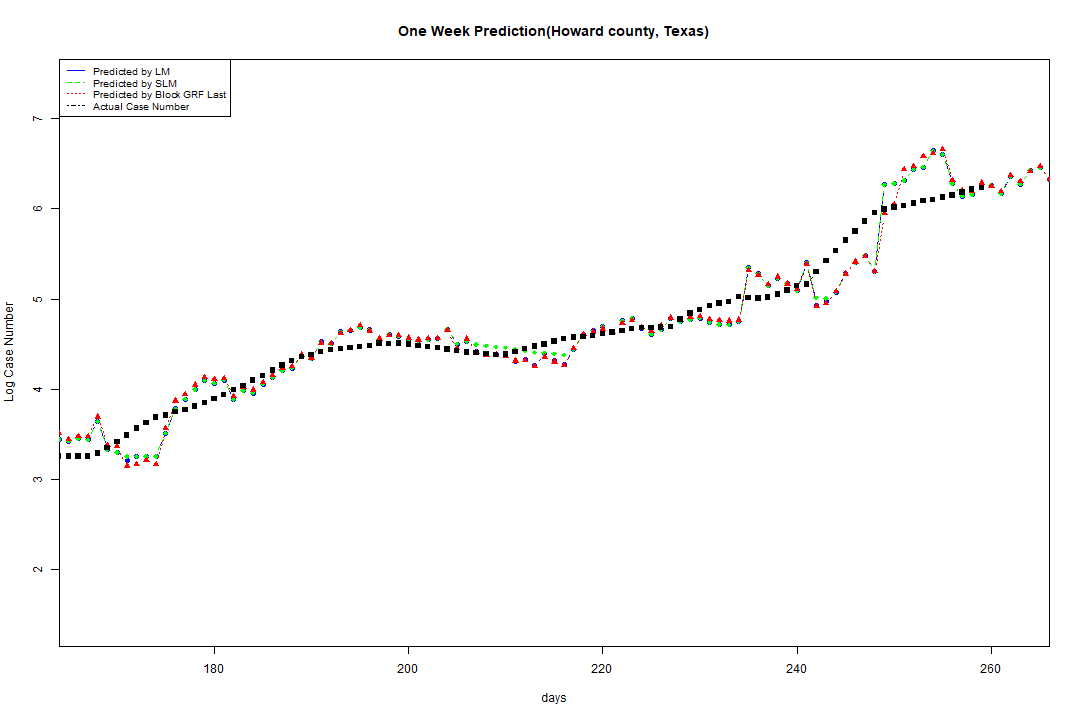 One Week Prediction(Howard county, Texas)
Predicted by LM
Predicted by SLM
Predicted by Block GRF Last
Actual Case Number
7
6
5
4
3
2
Log Case Number
180 200 220 240 260
days